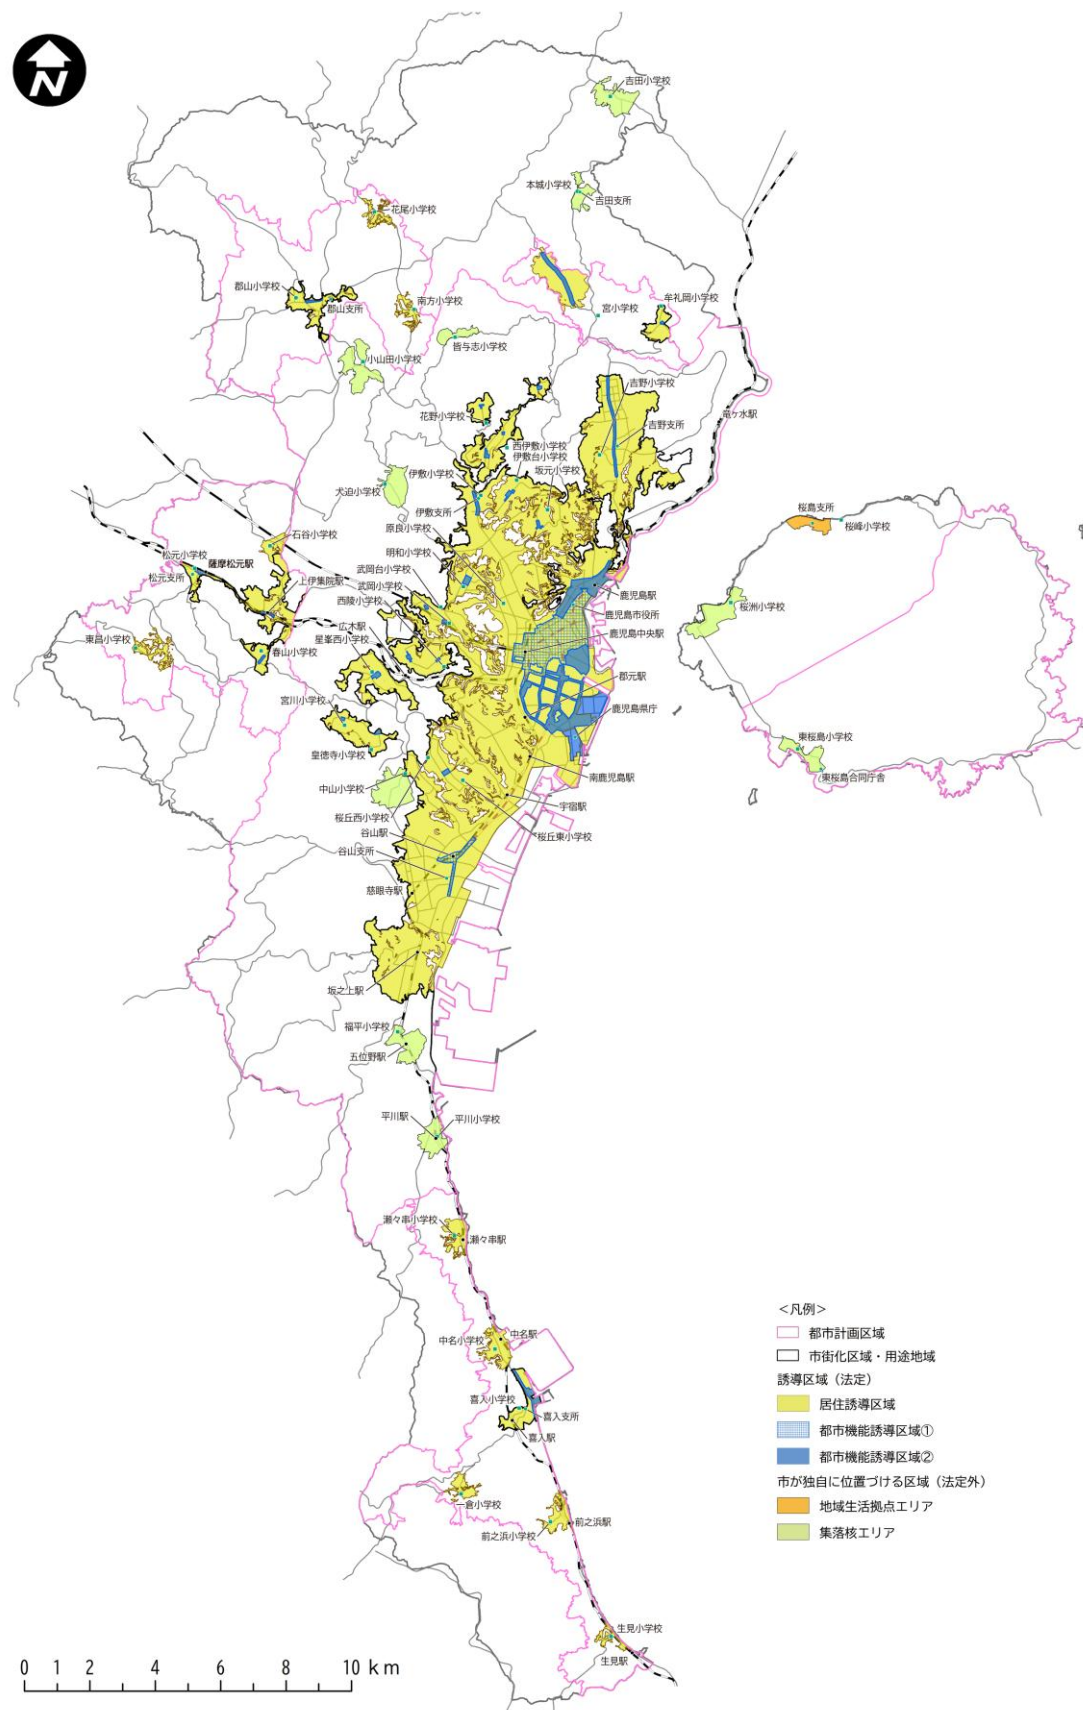 N
吉田小学校
本城小学校
吉田支所
花尾小学校
郡山小学校
郡山支所
南方小学校
牟礼岡小学校
宮小学校
皆与志小学校
小山田小学校
吉野小学校
竜ヶ水駅
花野小学校
吉野支所
西伊敷小学校
伊敷台小学校
坂元小学校
伊敷小学校
犬迫小学校
伊敷支所
桜島支所
桜峰小学校
原良小学校
石谷小学校
明和小学校
松元小学校
薩摩松元駅
武岡台小学校
松元支所
上伊集院駅
武岡小学校
鹿児島駅
西陵小学校
桜洲小学校
鹿児島市役所
広木駅
鹿児島中央駅
星峯西小学校
東昌小学校
春山小学校
郡元駅
宮川小学校
鹿児島県庁
東桜島小学校
皇徳寺小学校
南鹿児島駅
東桜島合同庁舎
中山小学校
宇宿駅
桜丘西小学校
桜丘東小学校
谷山駅
谷山支所
慈眼寺駅
坂之上駅
福平小学校
五位野駅
平川駅
平川小学校
瀬々串小学校
瀬々串駅
中名駅
中名小学校
喜入小学校
喜入支所
喜入駅
一倉小学校
前之浜駅
前之浜小学校
生見小学校
生見駅
＜凡例＞
都市計画区域
市街化区域・用途地域
誘導区域（法定）
居住誘導区域
都市機能誘導区域①
都市機能誘導区域②
市が独自に位置づける区域（法定外）
地域生活拠点エリア
集落核エリア
0 1 2 4 6 8 10 km